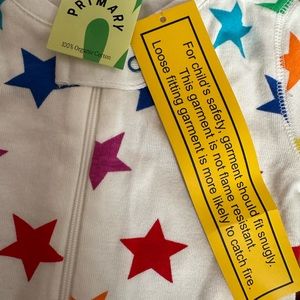 PRIMARY
100% Organic Cotton
For child's safety, garment should fit snugly.
This garment is not flame resistant.
Loose fitting garment is more likely to catch fire.